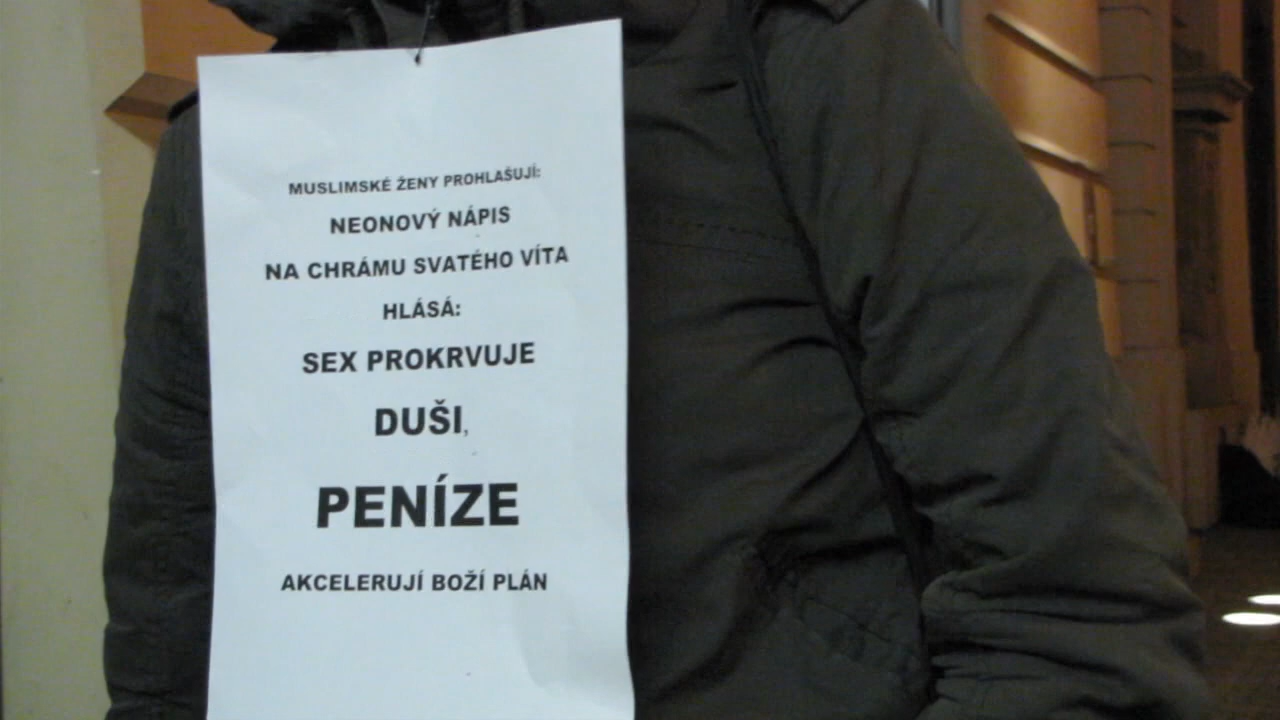 MUSLIMSKÉ ŽENY PROHLAŠUJÍ:
NEONOVÝ NÁPIS
NA CHRÁMU SVATÉHO VÍTA
HLÁSÁ:
SEX PROKRVUJE
DUŠI,
PENÍZE
AKCELERUJÍ BOŽÍ PLÁN